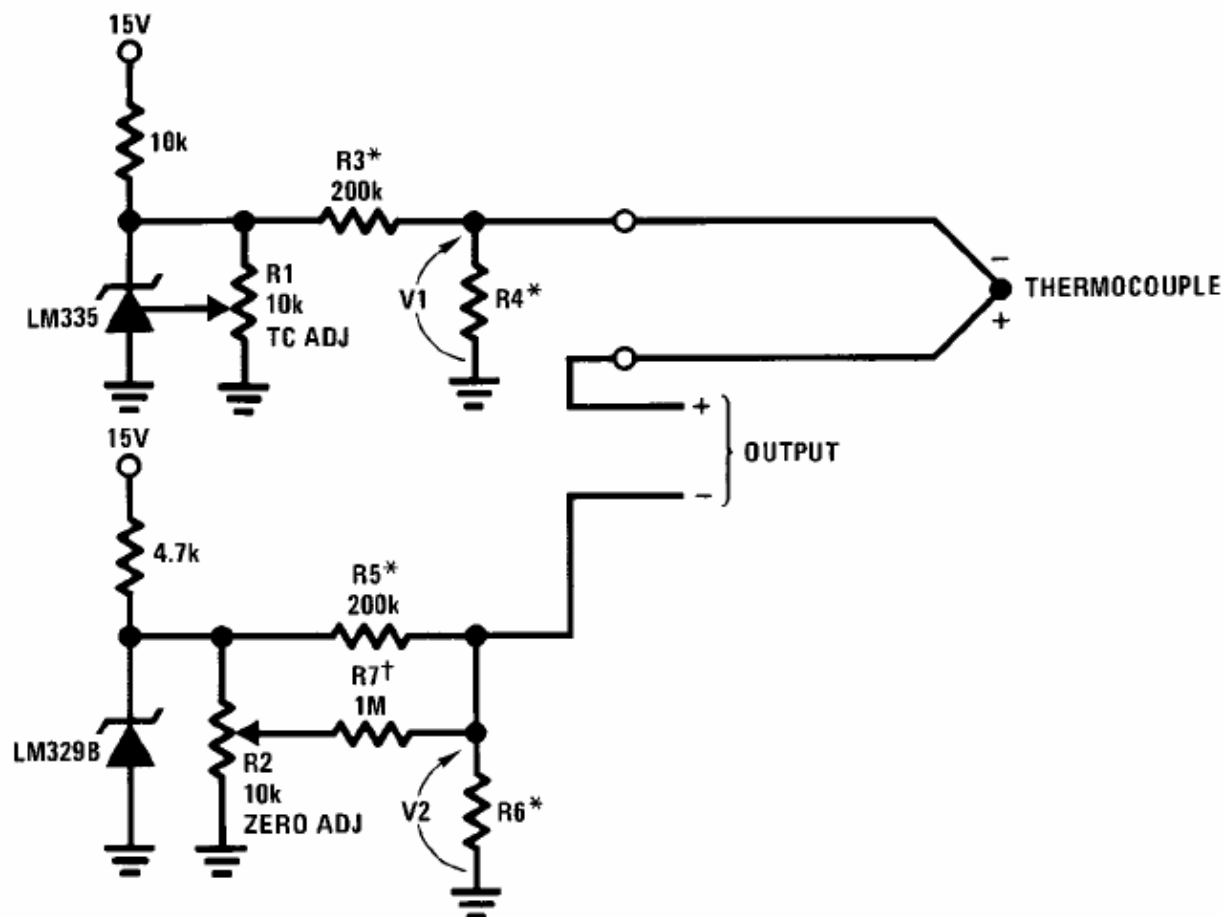 15V
10k
R3*
200k
R1
10k
TC ADJ
LM335
V1
R4*
−
THERMOCOUPLE
+
15V
+
OUTPUT
−
4.7k
R5*
200k
R7†
1M
LM329B
R2
10k
ZERO ADJ
V2
R6*